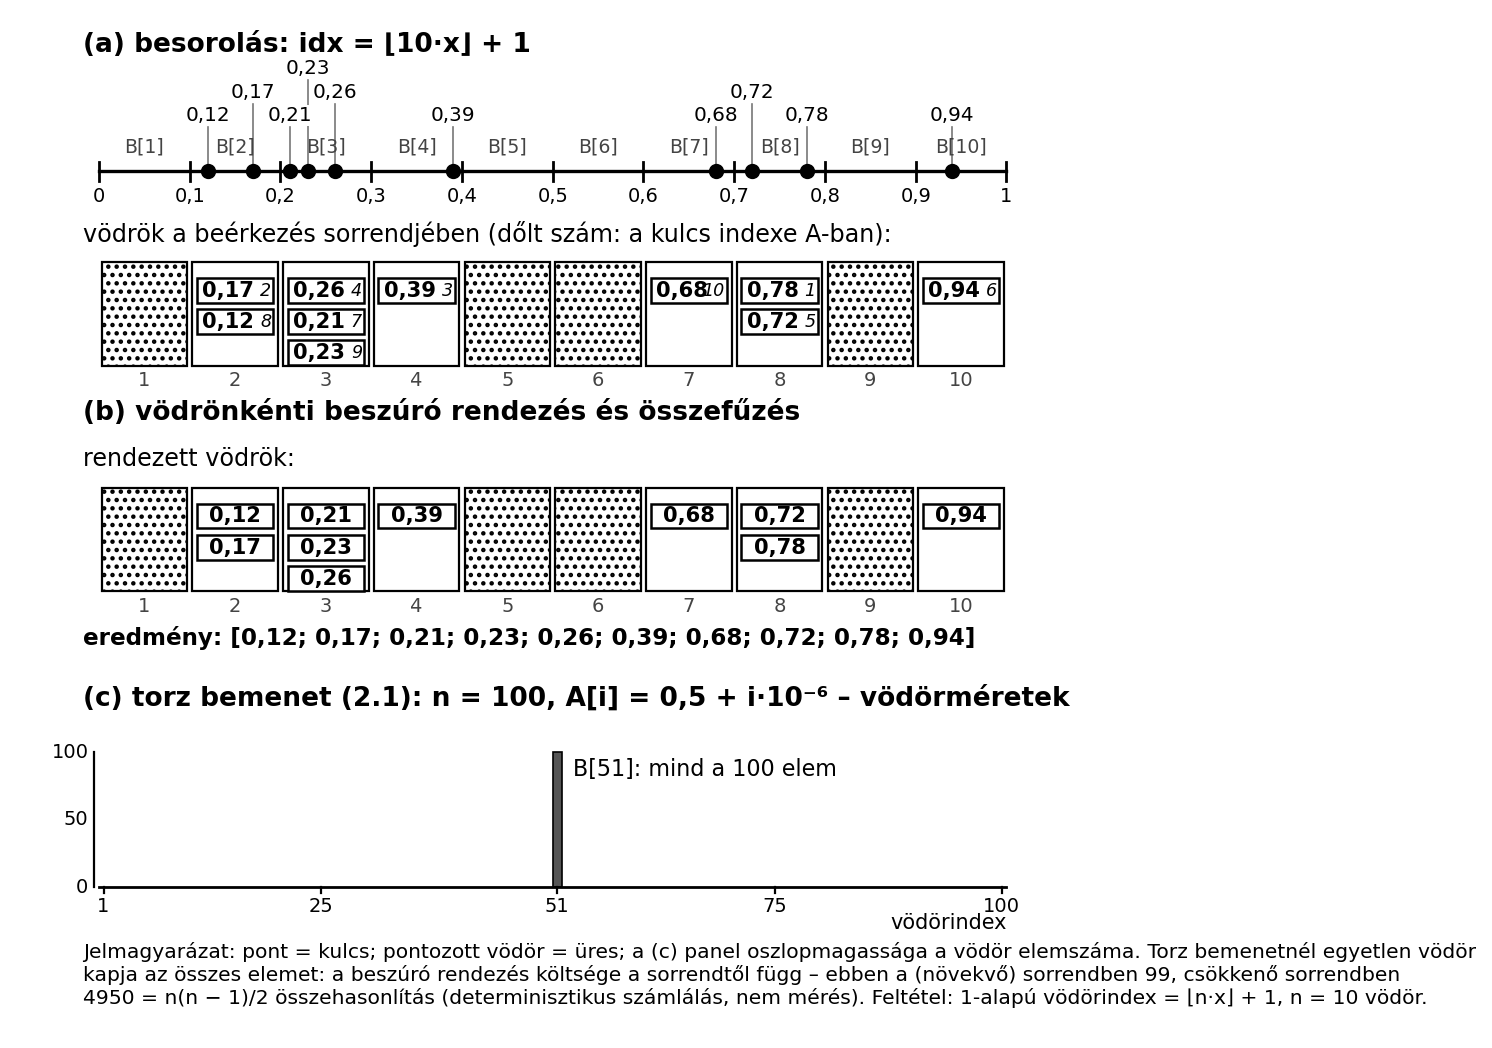 (a) besorolás: idx = ⌊10·x⌋ + 1
0,23
0,17 0,26 0,72
0,12 0,21 0,39 0,68 0,78 0,94
B[1] B[2] B[3] B[4] B[5] B[6] B[7] B[8] B[9] B[10]
0 0,1 0,2 0,3 0,4 0,5 0,6 0,7 0,8 0,9 1
vödrök a beérkezés sorrendjében (dőlt szám: a kulcs indexe A-ban):
0,17 2 0,26 4 0,39 3 0,68 10 0,78 1 0,94 6
0,12 8 0,21 7 0,72 5
0,23 9
1 2 3 4 5 6 7 8 9 10
(b) vödrönkénti beszúró rendezés és összefűzés
rendezett vödrök:
0,12 0,21 0,39 0,68 0,72 0,94
0,17 0,23 0,78
0,26
1 2 3 4 5 6 7 8 9 10
eredmény: [0,12; 0,17; 0,21; 0,23; 0,26; 0,39; 0,68; 0,72; 0,78; 0,94]
(c) torz bemenet (2.1): n = 100, A[i] = 0,5 + i·10⁻⁶ – vödörméretek
100
B[51]: mind a 100 elem
50
0
1 25 51 75 100
vödörindex
Jelmagyarázat: pont = kulcs; pontozott vödör = üres; a (c) panel oszlopmagassága a vödör elemszáma. Torz bemenetnél egyetlen vödör
kapja az összes elemet: a beszúró rendezés költsége a sorrendtől függ – ebben a (növekvő) sorrendben 99, csökkenő sorrendben
4950 = n(n − 1)/2 összehasonlítás (determinisztikus számlálás, nem mérés). Feltétel: 1-alapú vödörindex = ⌊n·x⌋ + 1, n = 10 vödör.